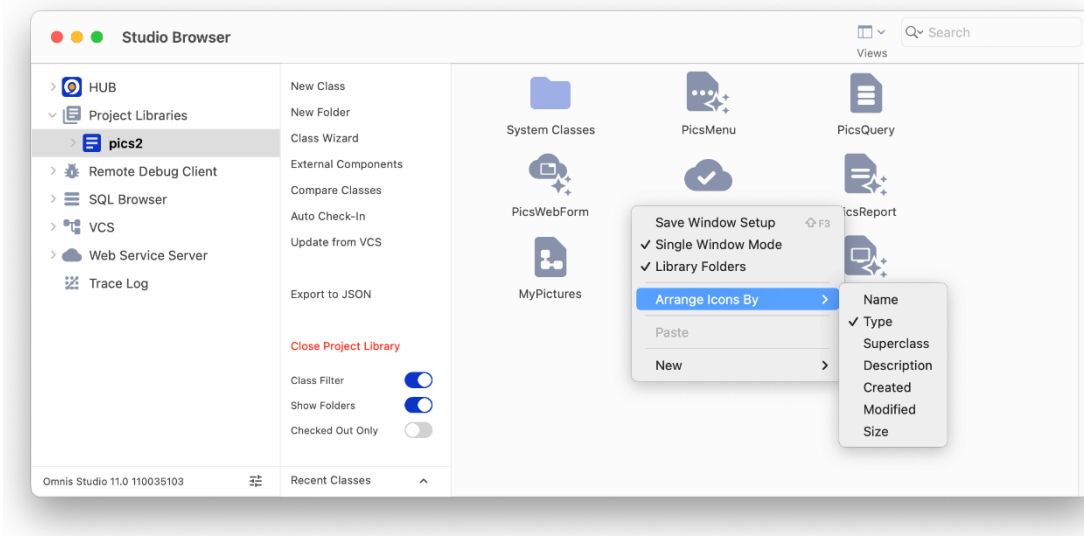 Studio Browser
Views
Search
HUB
Project Libraries
pics2
Remote Debug Client
SQL Browser
VCS
Web Service Server
Trace Log
Omnis Studio 11.0 110035103
New Class
New Folder
Class Wizard
External Components
Compare Classes
Auto Check-In
Update from VCS
Export to JSON
Close Project Library
Class Filter
Show Folders
Checked Out Only
Recent Classes
System Classes
PicsMenu
PicsQuery
PicsWebForm
icsReport
MyPictures
Save Window Setup ⇧F3
✓ Single Window Mode
✓ Library Folders
Arrange Icons By >
Paste
New >
Name
✓ Type
Superclass
Description
Created
Modified
Size